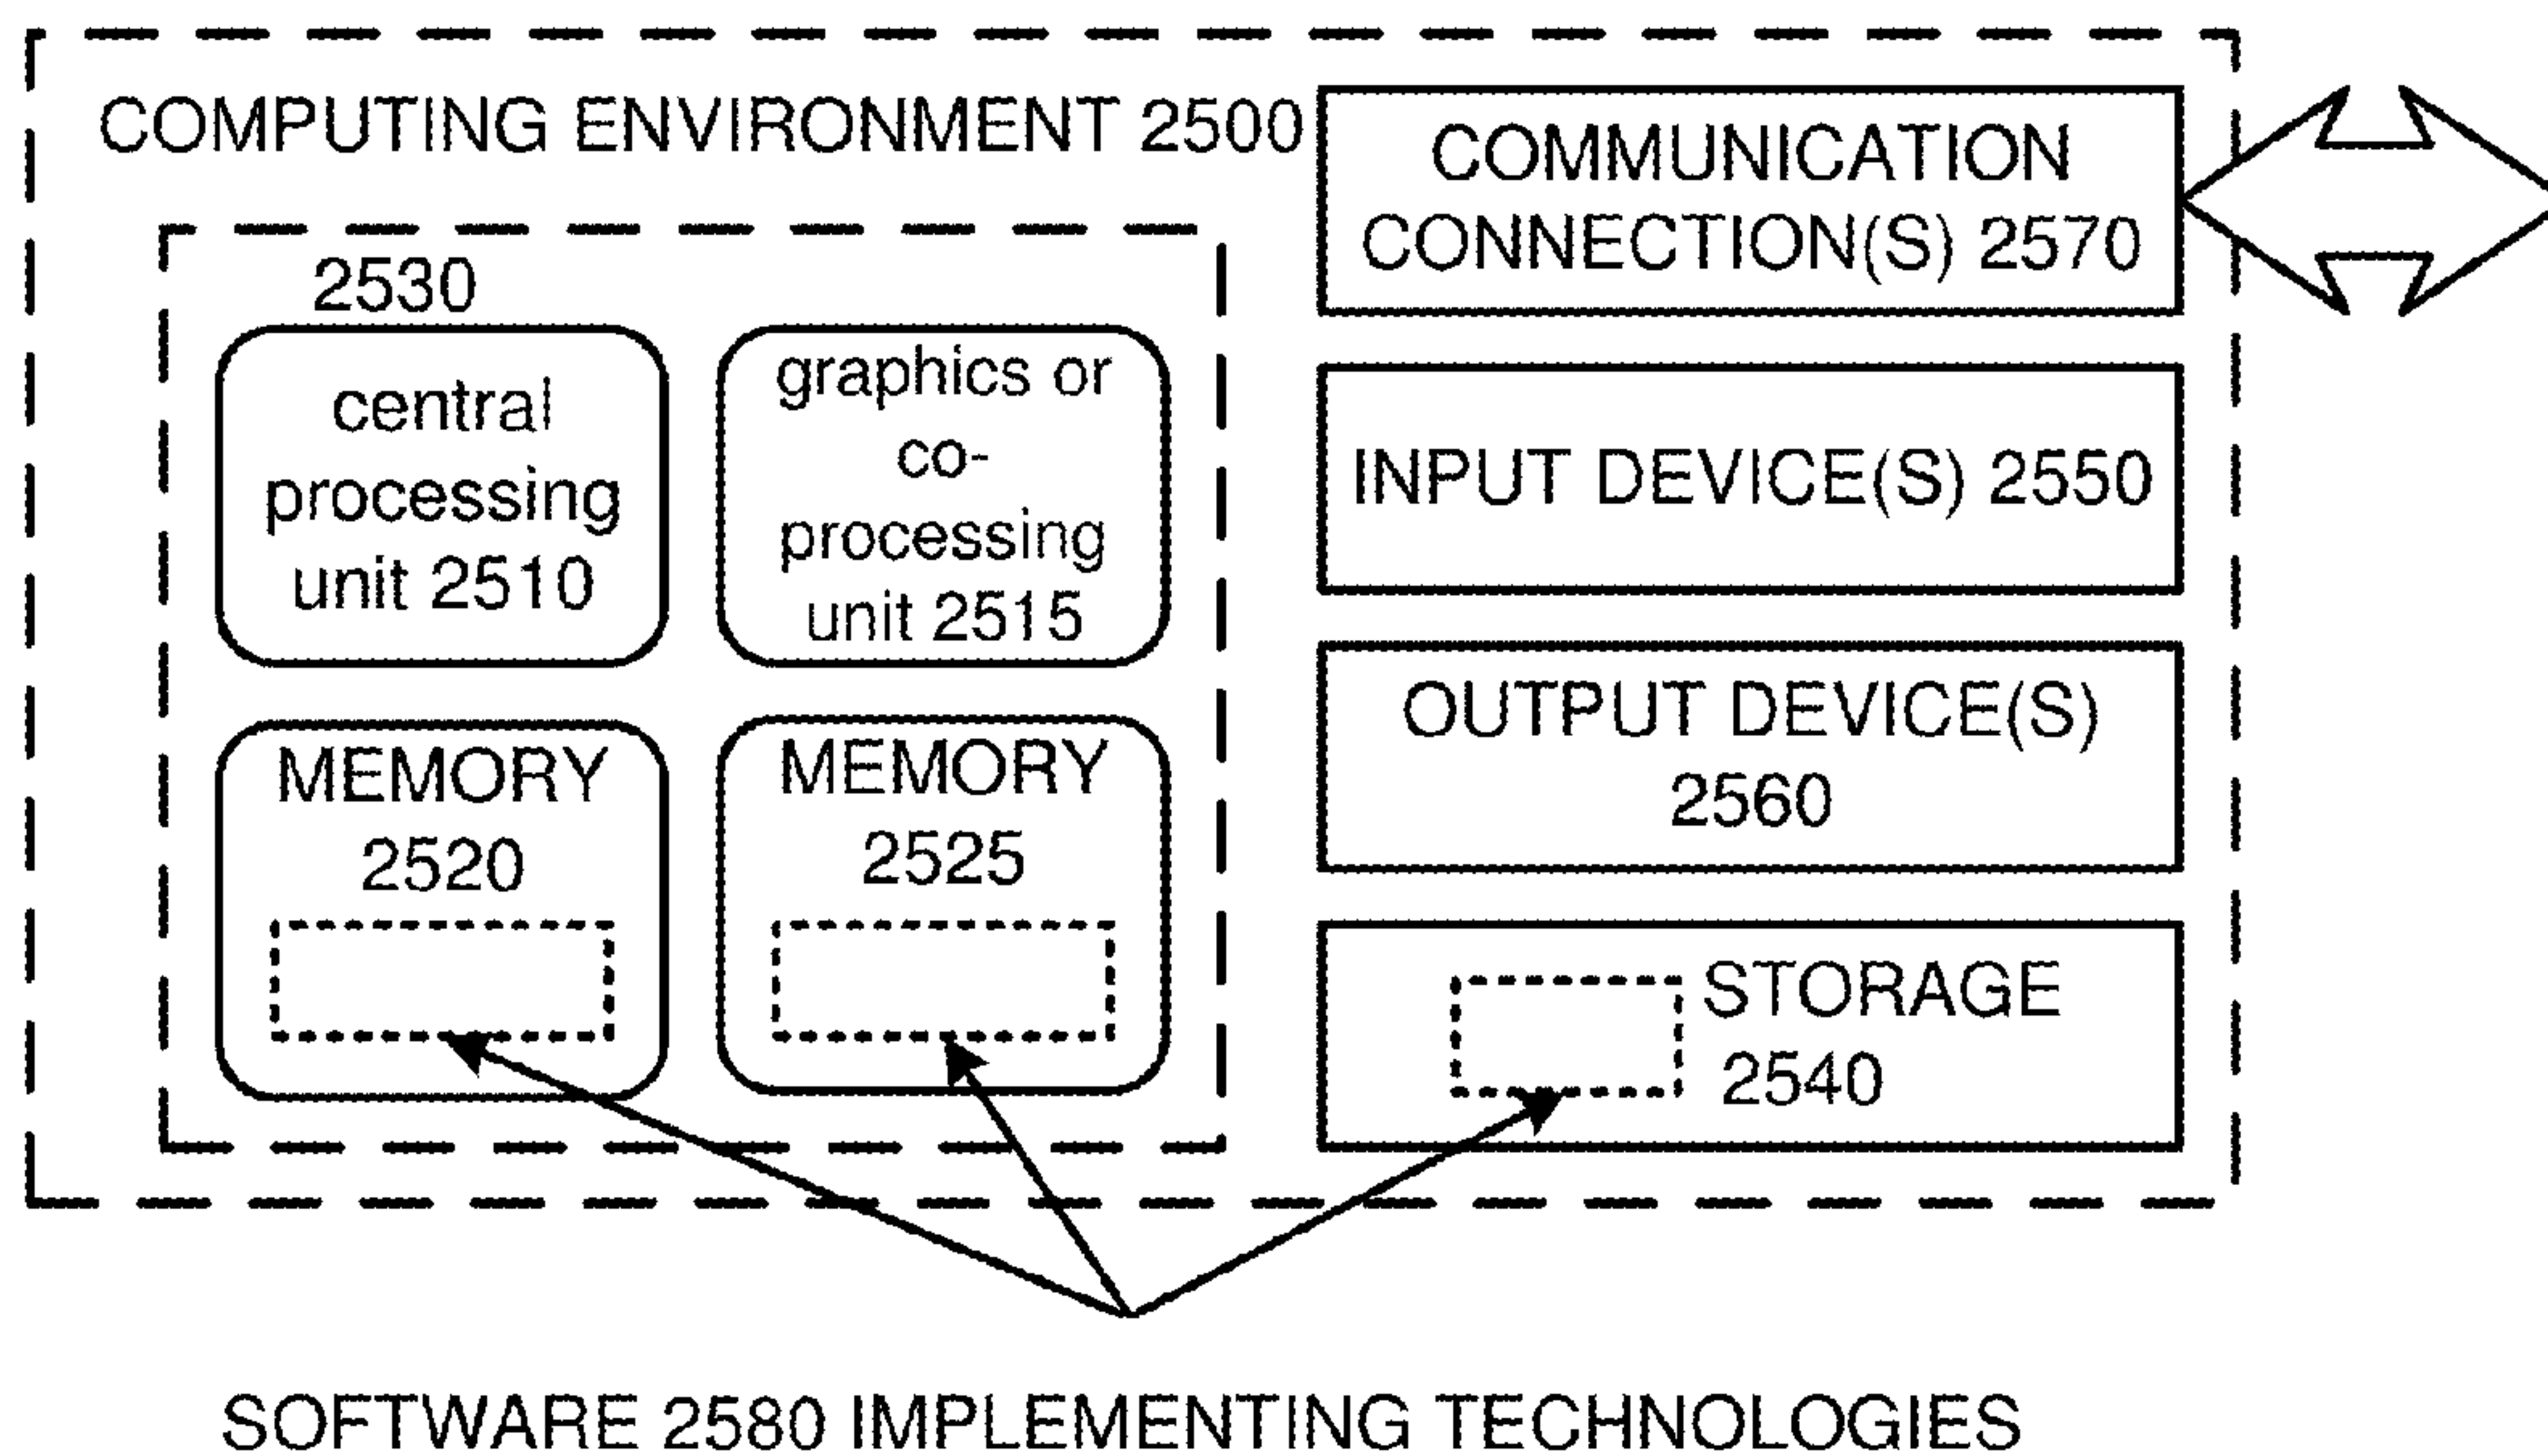 COMPUTING ENVIRONMENT 2500
COMMUNICATION
CONNECTION(S) 2570
2530
central
processing
unit 2510
graphics or
co-
processing
unit 2515
INPUT DEVICE(S) 2550
OUTPUT DEVICE(S)
2560
MEMORY
2520
MEMORY
2525
STORAGE
2540
SOFTWARE 2580 IMPLEMENTING TECHNOLOGIES